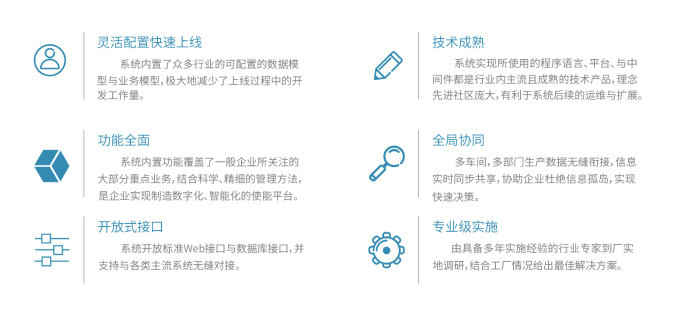 灵活配置快速上线
系统内置了众多行业的可配置的数据模
型与业务模型，极大地减少了上线过程中的开
发工作量。
技术成熟
系统实现所使用的程序语言、平台、与中
间件都是行业内主流且成熟的技术产品，理念
先进社区庞大，有利于系统后续的运维与扩展。
功能全面
系统内置功能覆盖了一般企业所关注的
大部分重点业务，结合科学、精细的管理方法，
是企业实现制造数字化、智能化的使能平台。
全局协同
多车间，多部门生产数据无缝衔接，信息
实时同步共享，协助企业杜绝信息孤岛，实现
快速决策。
开放式接口
系统开放标准Web接口与数据库接口，并
支持与各类主流系统无缝对接。
专业级实施
由具备多年实施经验的行业专家到厂实
地调研，结合工厂情况给出最佳解决方案。